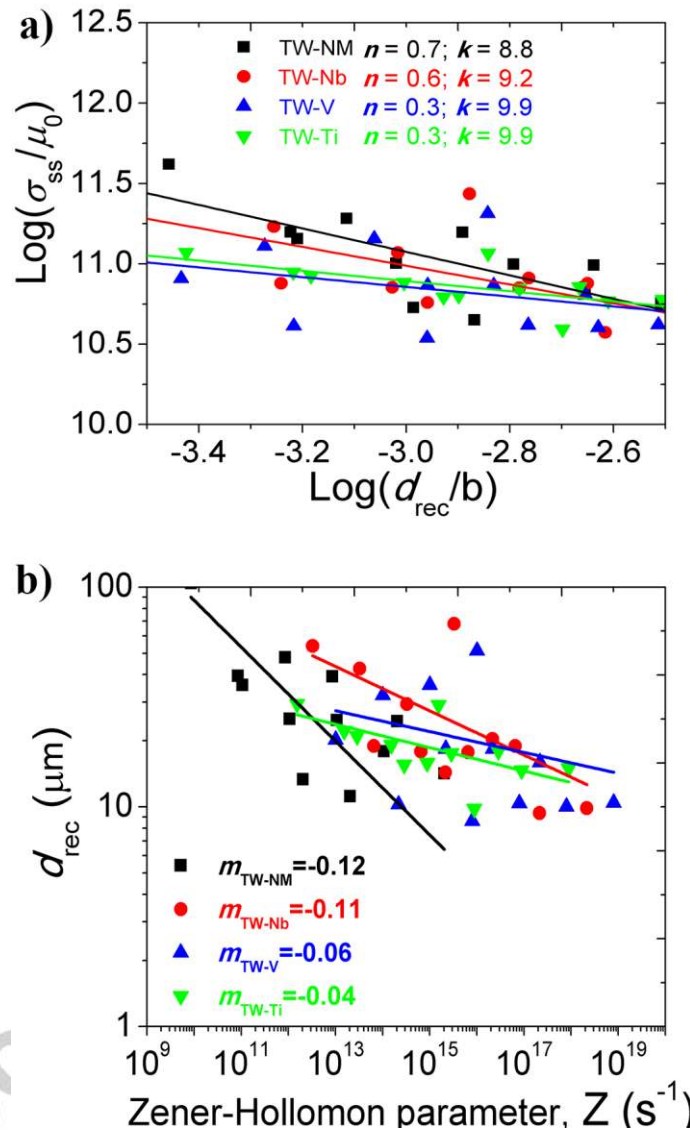 a)
12.5
12.0
11.5
11.0
10.5
10.0
Log(σss/μ0)
TW-NM n = 0.7; k = 8.8
TW-Nb n = 0.6; k = 9.2
TW-V n = 0.3; k = 9.9
TW-Ti n = 0.3; k = 9.9
-3.4 -3.2 -3.0 -2.8 -2.6
Log(drec/b)
b)
100
10
1
drec (μm)
mTW-NM=-0.12
mTW-Nb=-0.11
mTW-V=-0.06
mTW-Ti=-0.04
10^9 10^11 10^13 10^15 10^17 10^19
Zener-Hollomon parameter, Z (s^-1)